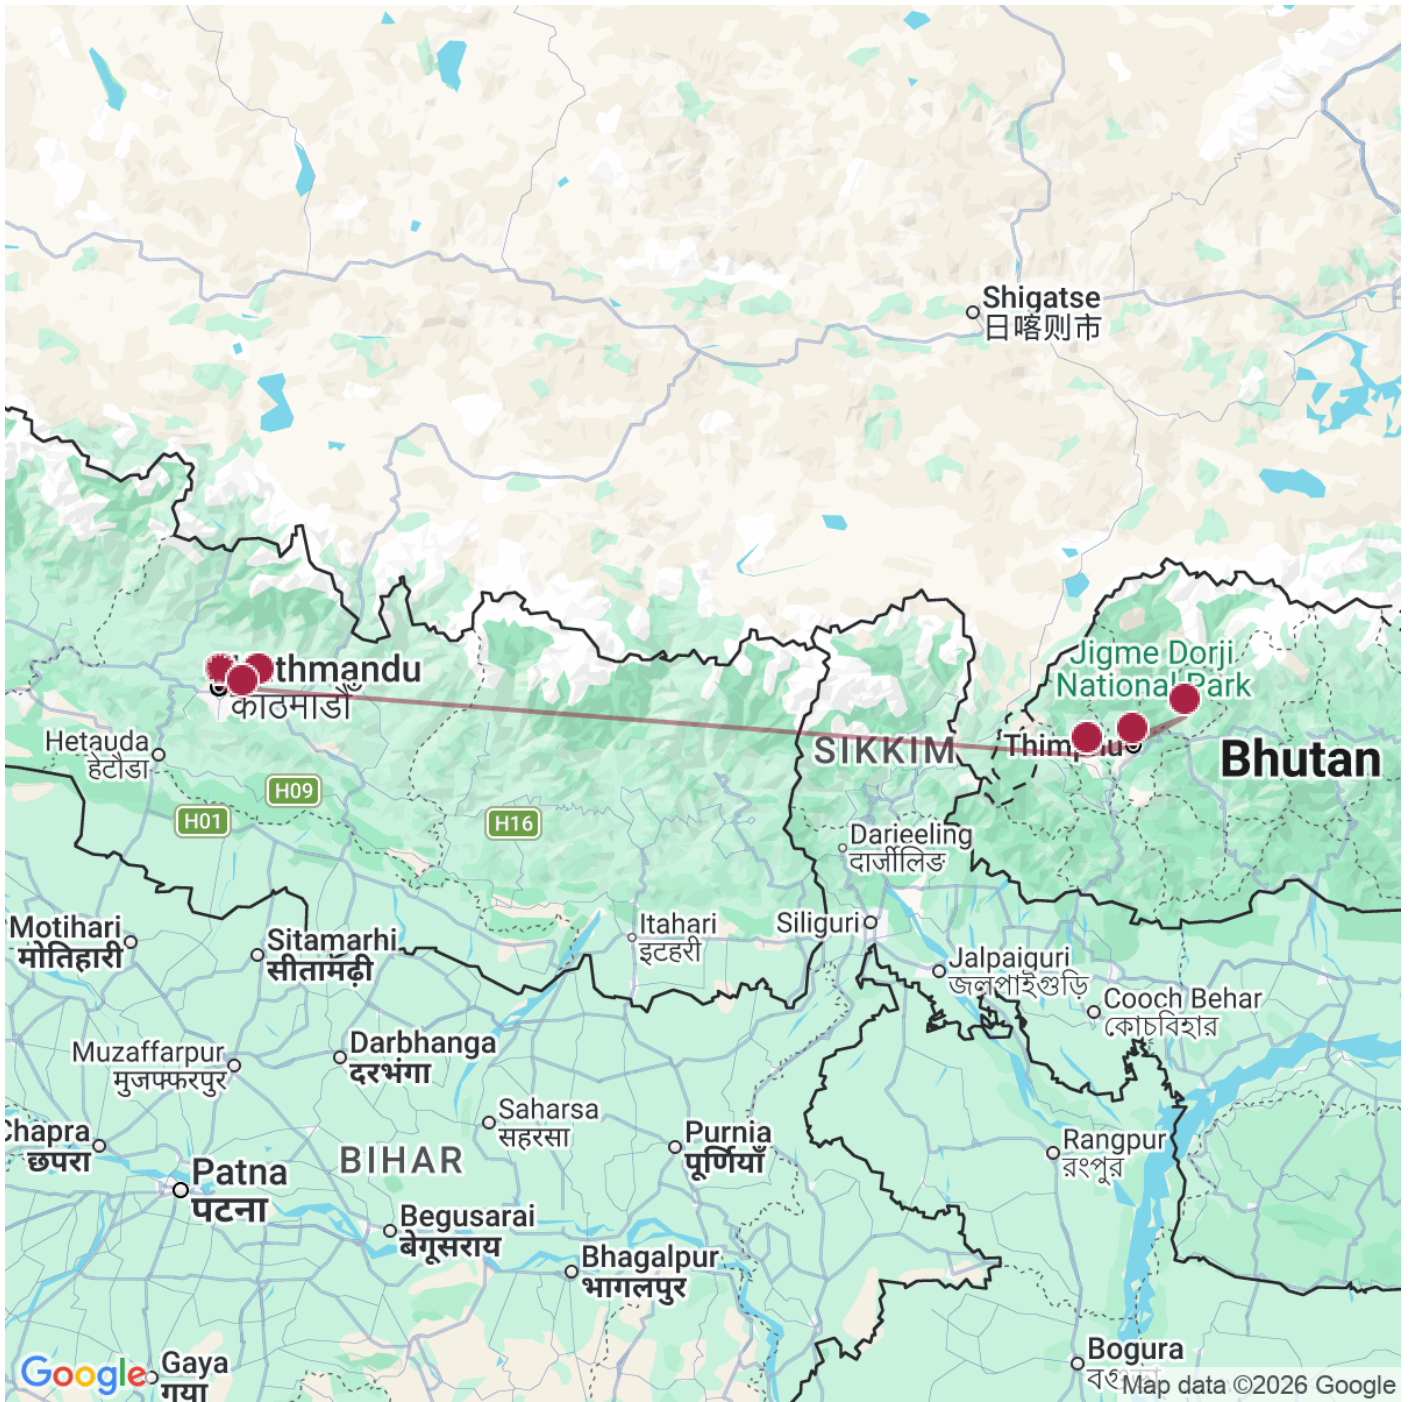 Shigatse
日喀则市
Jigme Dorji
National Park
Kathmandu
काठमाडौँ
Thimphu
Bhutan
SIKKIM
Hetauda
हेटौडा
H09
H01
H16
Darjeeling
दार्जीलिङ
Motihari
मोतिहारी
Sitamarhi
सीतामढ़ी
Itahari
इटहरी
Siliguri
Jalpaiguri
জলপাইগুড়ি
Cooch Behar
কোচবিহার
Muzaffarpur
मुजफ्फरपुर
Darbhanga
दरभंगा
Saharsa
सहरसा
Chapra
छपरा
Purnia
पूर्णियाँ
Rangpur
রংপুর
BIHAR
Patna
पटना
Begusarai
बेगूसराय
Bhagalpur
भागलपुर
Bogura
Google
Gaya
गया
Map data ©2026 Google